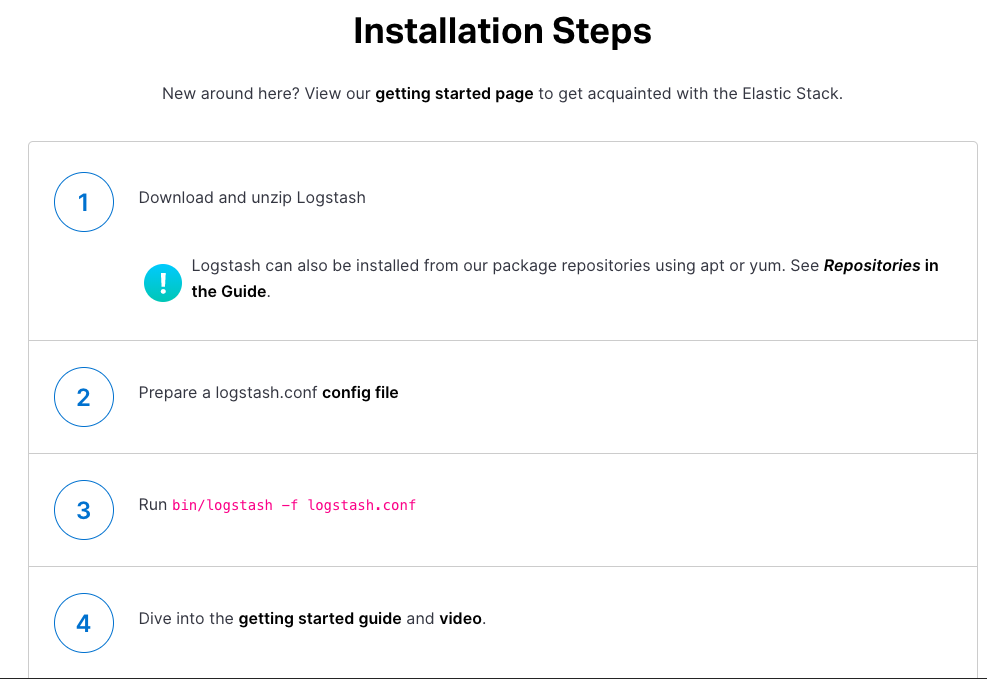 Installation Steps
New around here? View our getting started page to get acquainted with the Elastic Stack.
1
Download and unzip Logstash
!
Logstash can also be installed from our package repositories using apt or yum. See Repositories in
the Guide.
2
Prepare a logstash.conf config file
3
Run bin/logstash -f logstash.conf
4
Dive into the getting started guide and video.